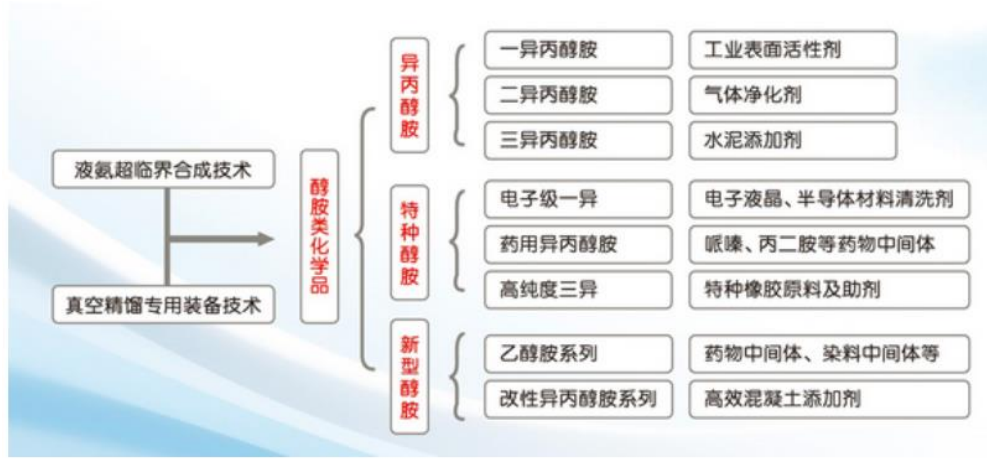 液氨超临界合成技术
真空精馏专用装备技术
醇胺类化学品
异丙醇胺
一异丙醇胺
工业表面活性剂
二异丙醇胺
气体净化剂
三异丙醇胺
水泥添加剂
特种醇胺
电子级一异
电子液晶、半导体材料清洗剂
药用异丙醇胺
哌嗪、丙二胺等药物中间体
高纯度三异
特种橡胶原料及助剂
新型醇胺
乙醇胺系列
药物中间体、染料中间体等
改性异丙醇胺系列
高效混凝土添加剂